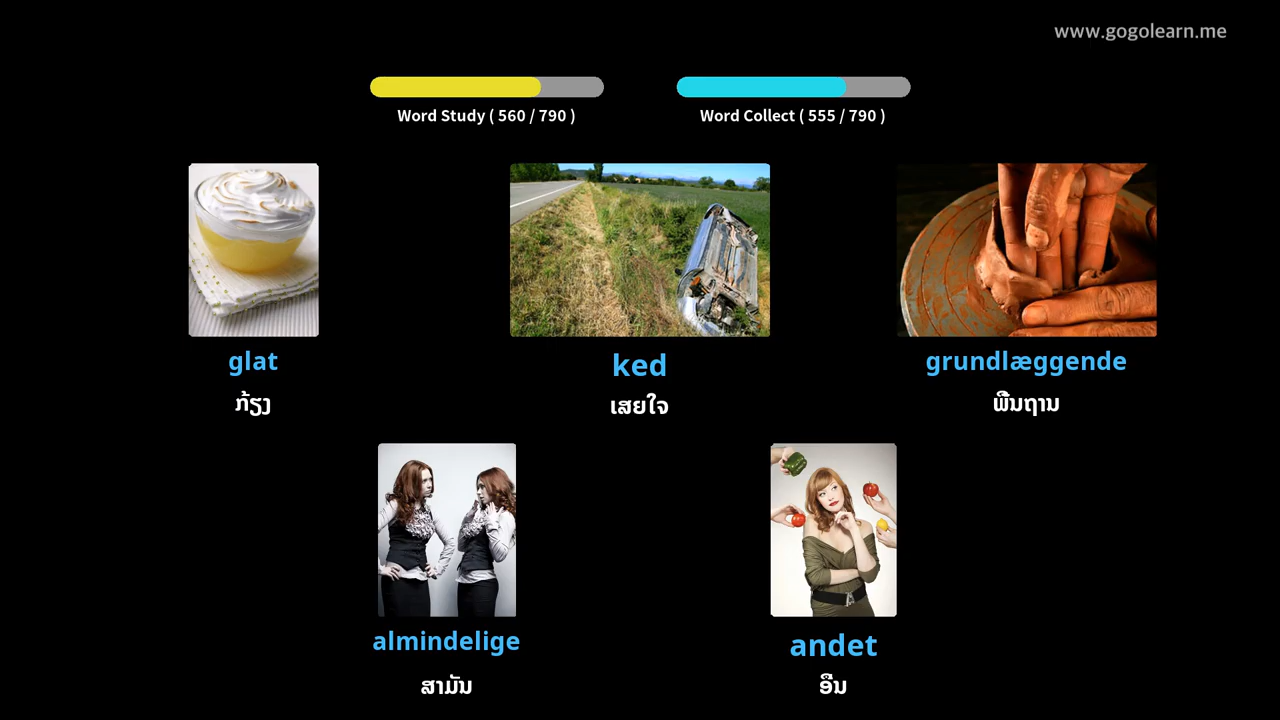 www.gogolearn.me
Word Study ( 560 / 790 )
Word Collect ( 555 / 790 )
glat
ກ້ຽງ
ked
ເສຍໃຈ
grundlæggende
ພື້ນຖານ
almindelige
ສາມັນ
andet
ອື່ນ